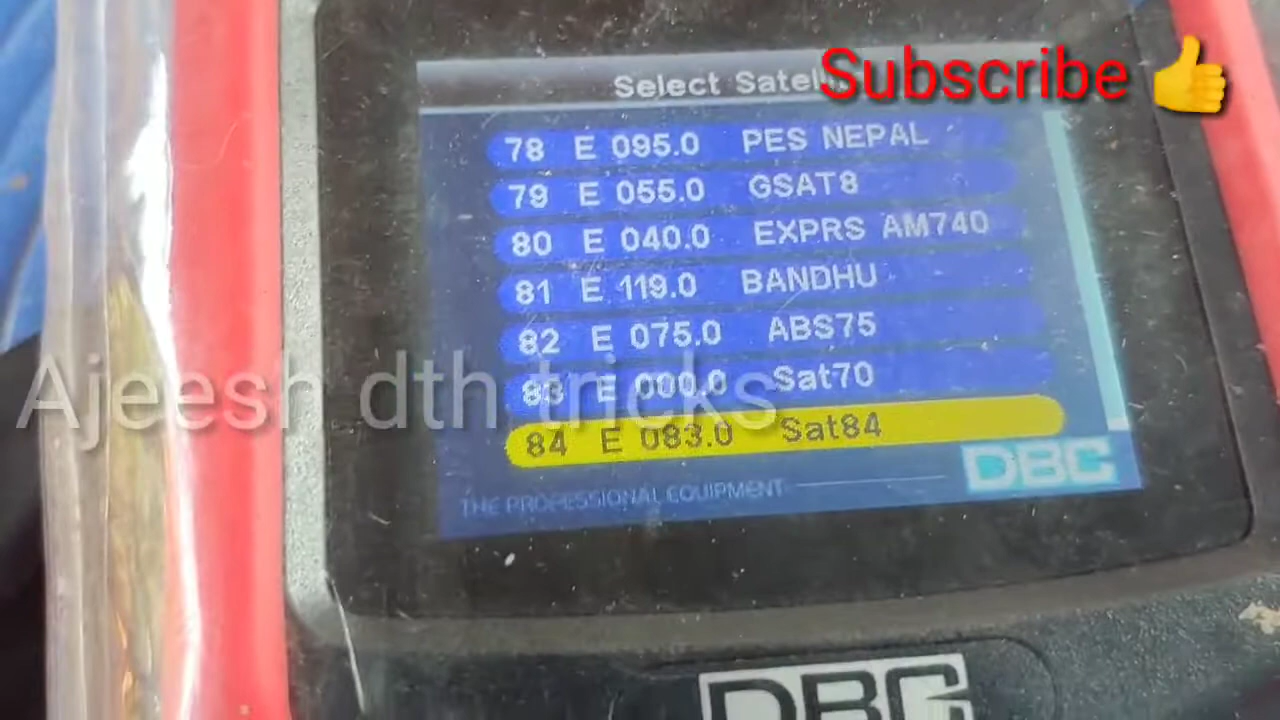 Select Satelli
Subscribe 👍
78 E 095.0 PES NEPAL
79 E 055.0 GSAT8
80 E 040.0 EXPRS AM740
81 E 119.0 BANDHU
82 E 075.0 ABS75
83 E 000.0 Sat70
84 E 083.0 Sat84
Ajeesh dth tricks
DBC
THE PROFESSIONAL EQUIPMENT
DBC